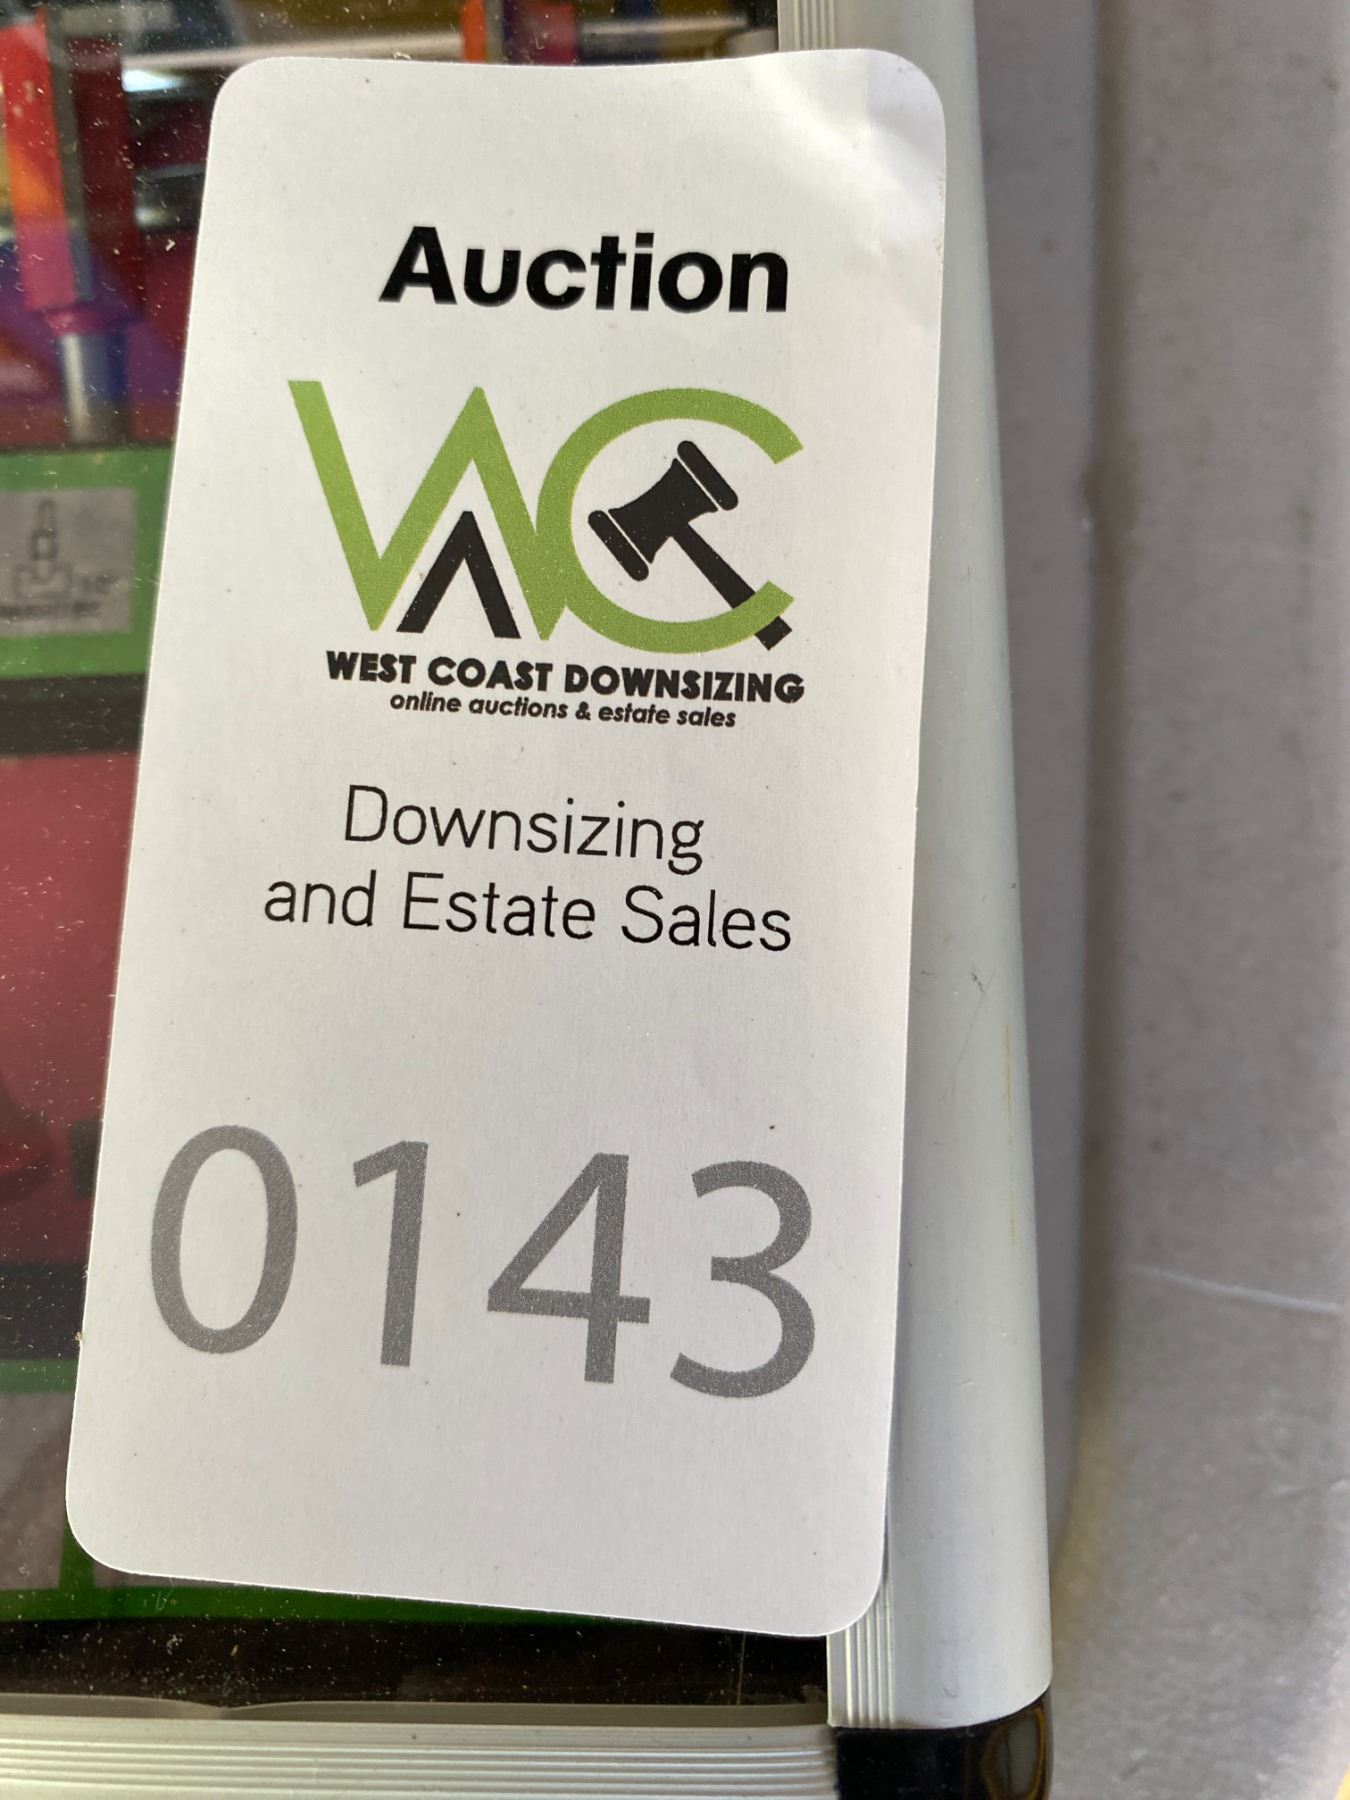 Auction
WC
WEST COAST DOWNSIZING
online auctions & estate sales
Downsizing
and Estate Sales
0143